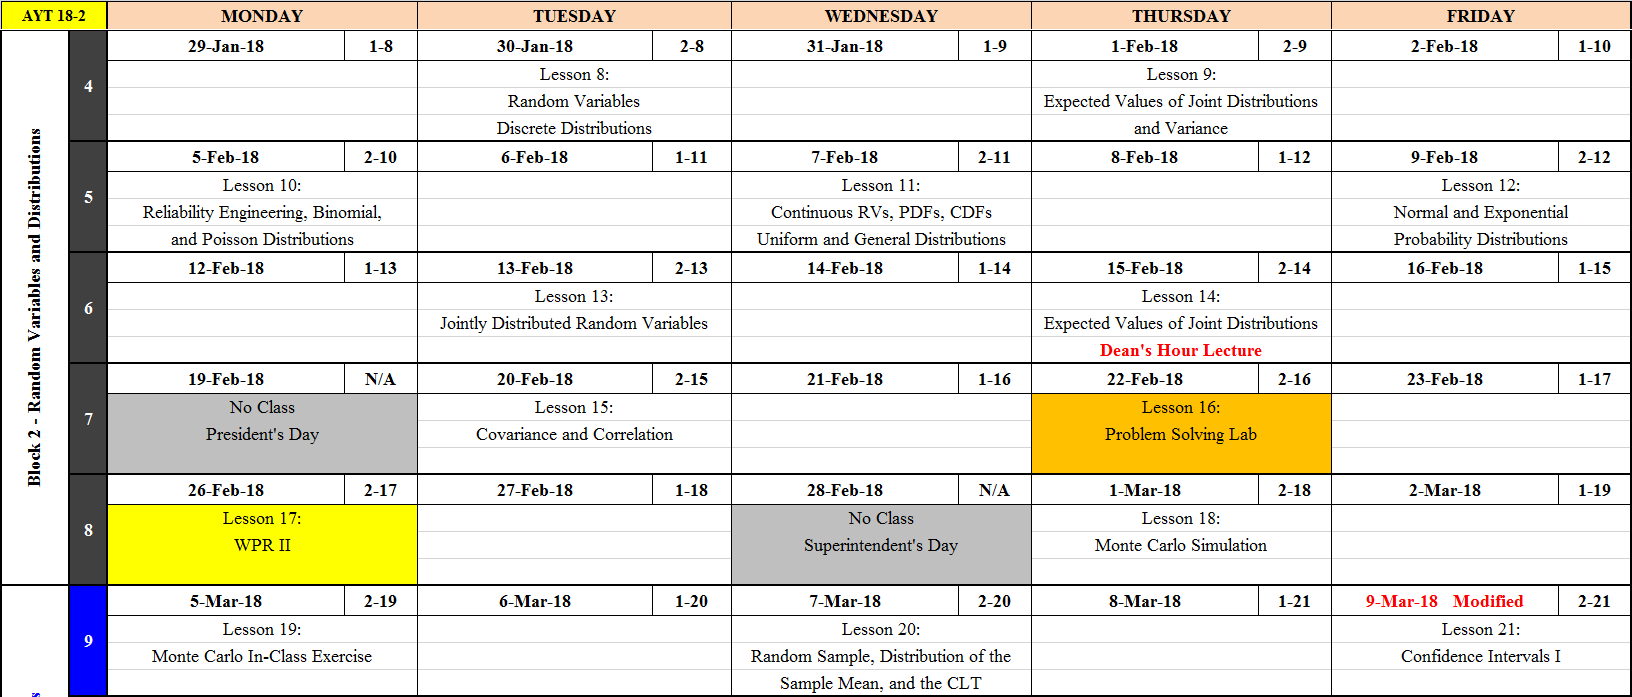 AYT 18-2 MONDAY TUESDAY WEDNESDAY THURSDAY FRIDAY
Block 2 - Random Variables and Distributions
4
29-Jan-18 1-8 30-Jan-18 2-8 31-Jan-18 1-9 1-Feb-18 2-9 2-Feb-18 1-10
Lesson 8: Lesson 9:
Random Variables Expected Values of Joint Distributions
Discrete Distributions and Variance
5
5-Feb-18 2-10 6-Feb-18 1-11 7-Feb-18 2-11 8-Feb-18 1-12 9-Feb-18 2-12
Lesson 10: Lesson 11: Lesson 12:
Reliability Engineering, Binomial, Continuous RVs, PDFs, CDFs Normal and Exponential
and Poisson Distributions Uniform and General Distributions Probability Distributions
6
12-Feb-18 1-13 13-Feb-18 2-13 14-Feb-18 1-14 15-Feb-18 2-14 16-Feb-18 1-15
Lesson 13: Lesson 14:
Jointly Distributed Random Variables Expected Values of Joint Distributions
Dean's Hour Lecture
7
19-Feb-18 N/A 20-Feb-18 2-15 21-Feb-18 1-16 22-Feb-18 2-16 23-Feb-18 1-17
No Class Lesson 15: Lesson 16:
President's Day Covariance and Correlation Problem Solving Lab
8
26-Feb-18 2-17 27-Feb-18 1-18 28-Feb-18 N/A 1-Mar-18 2-18 2-Mar-18 1-19
Lesson 17: No Class Lesson 18:
WPR II Superintendent's Day Monte Carlo Simulation
9
5-Mar-18 2-19 6-Mar-18 1-20 7-Mar-18 2-20 8-Mar-18 1-21 9-Mar-18 Modified 2-21
Lesson 19: Lesson 20: Lesson 21:
Monte Carlo In-Class Exercise Random Sample, Distribution of the Confidence Intervals I
Sample Mean, and the CLT